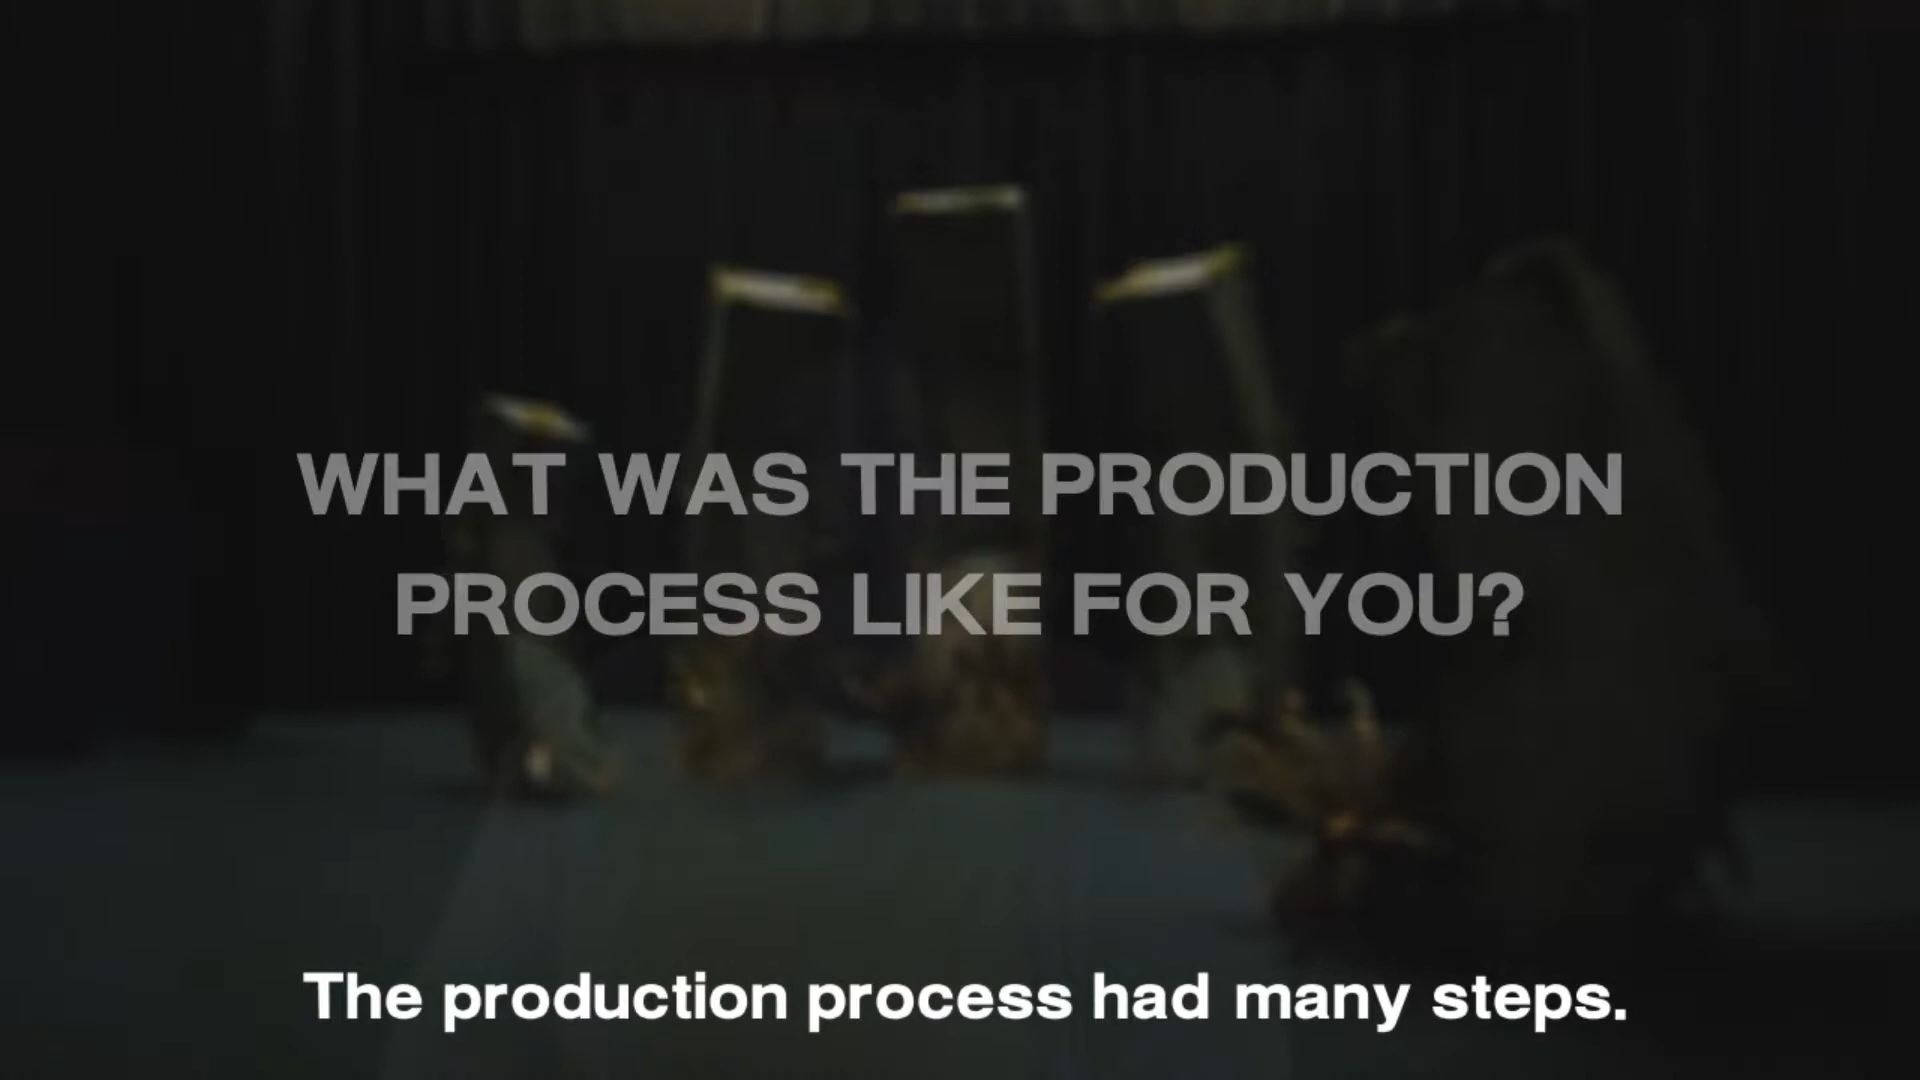 WHAT WAS THE PRODUCTION
PROCESS LIKE FOR YOU?
The production process had many steps.